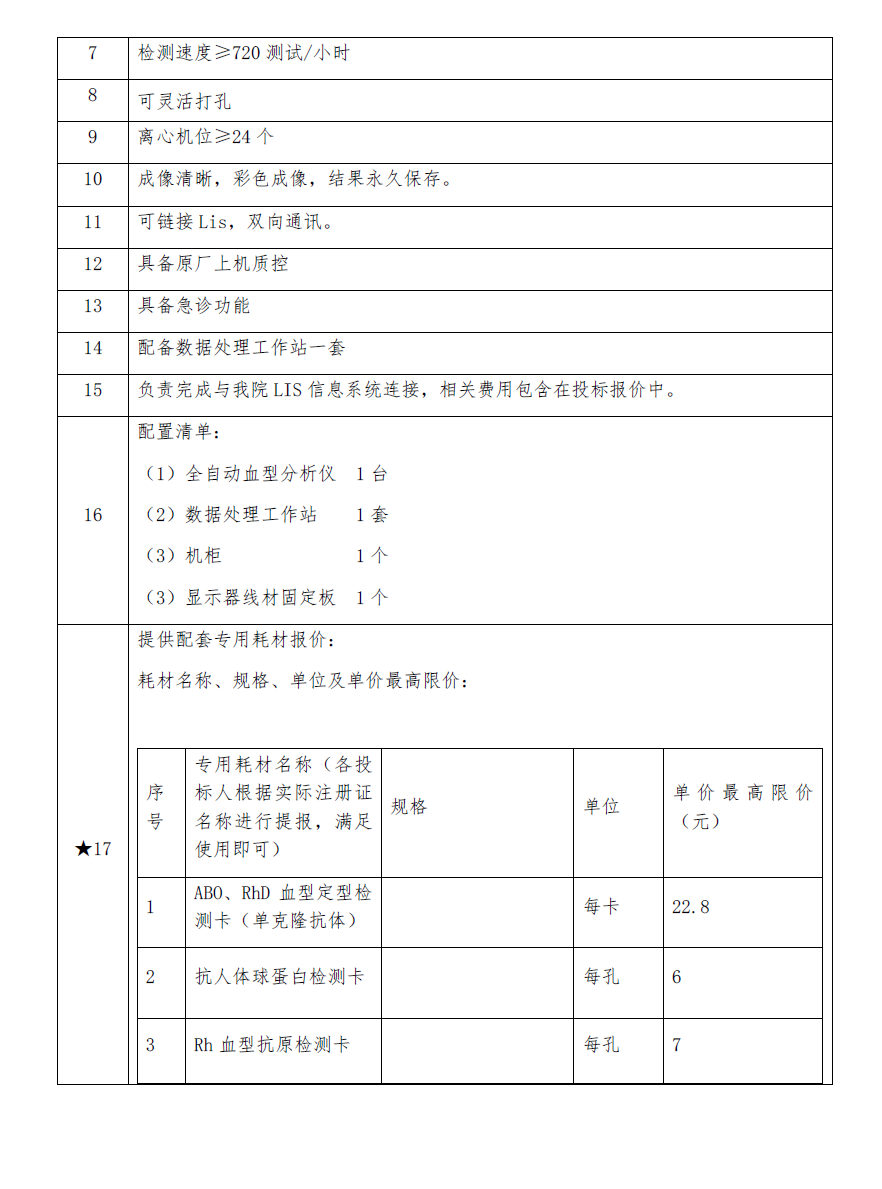 7 检测速度≥720 测试/小时
8 可灵活打孔
9 离心机位≥24 个
10 成像清晰，彩色成像，结果永久保存。
11 可链接 Lis，双向通讯。
12 具备原厂上机质控
13 具备急诊功能
14 配备数据处理工作站一套
15 负责完成与我院 LIS 信息系统连接，相关费用包含在投标报价中。
16
配置清单：
（1）全自动血型分析仪 1 台
（2）数据处理工作站 1 套
（3）机柜 1 个
（3）显示器线材固定板 1 个
★17
提供配套专用耗材报价：
耗材名称、规格、单位及单价最高限价：
序号
专用耗材名称（各投
标人根据实际注册证
名称进行提报，满足
使用即可）
规格
单位
单价最高限价
（元）
1
ABO、RhD 血型定型检
测卡（单克隆抗体）
每卡
22.8
2 抗人体球蛋白检测卡 每孔 6
3 Rh 血型抗原检测卡 每孔 7